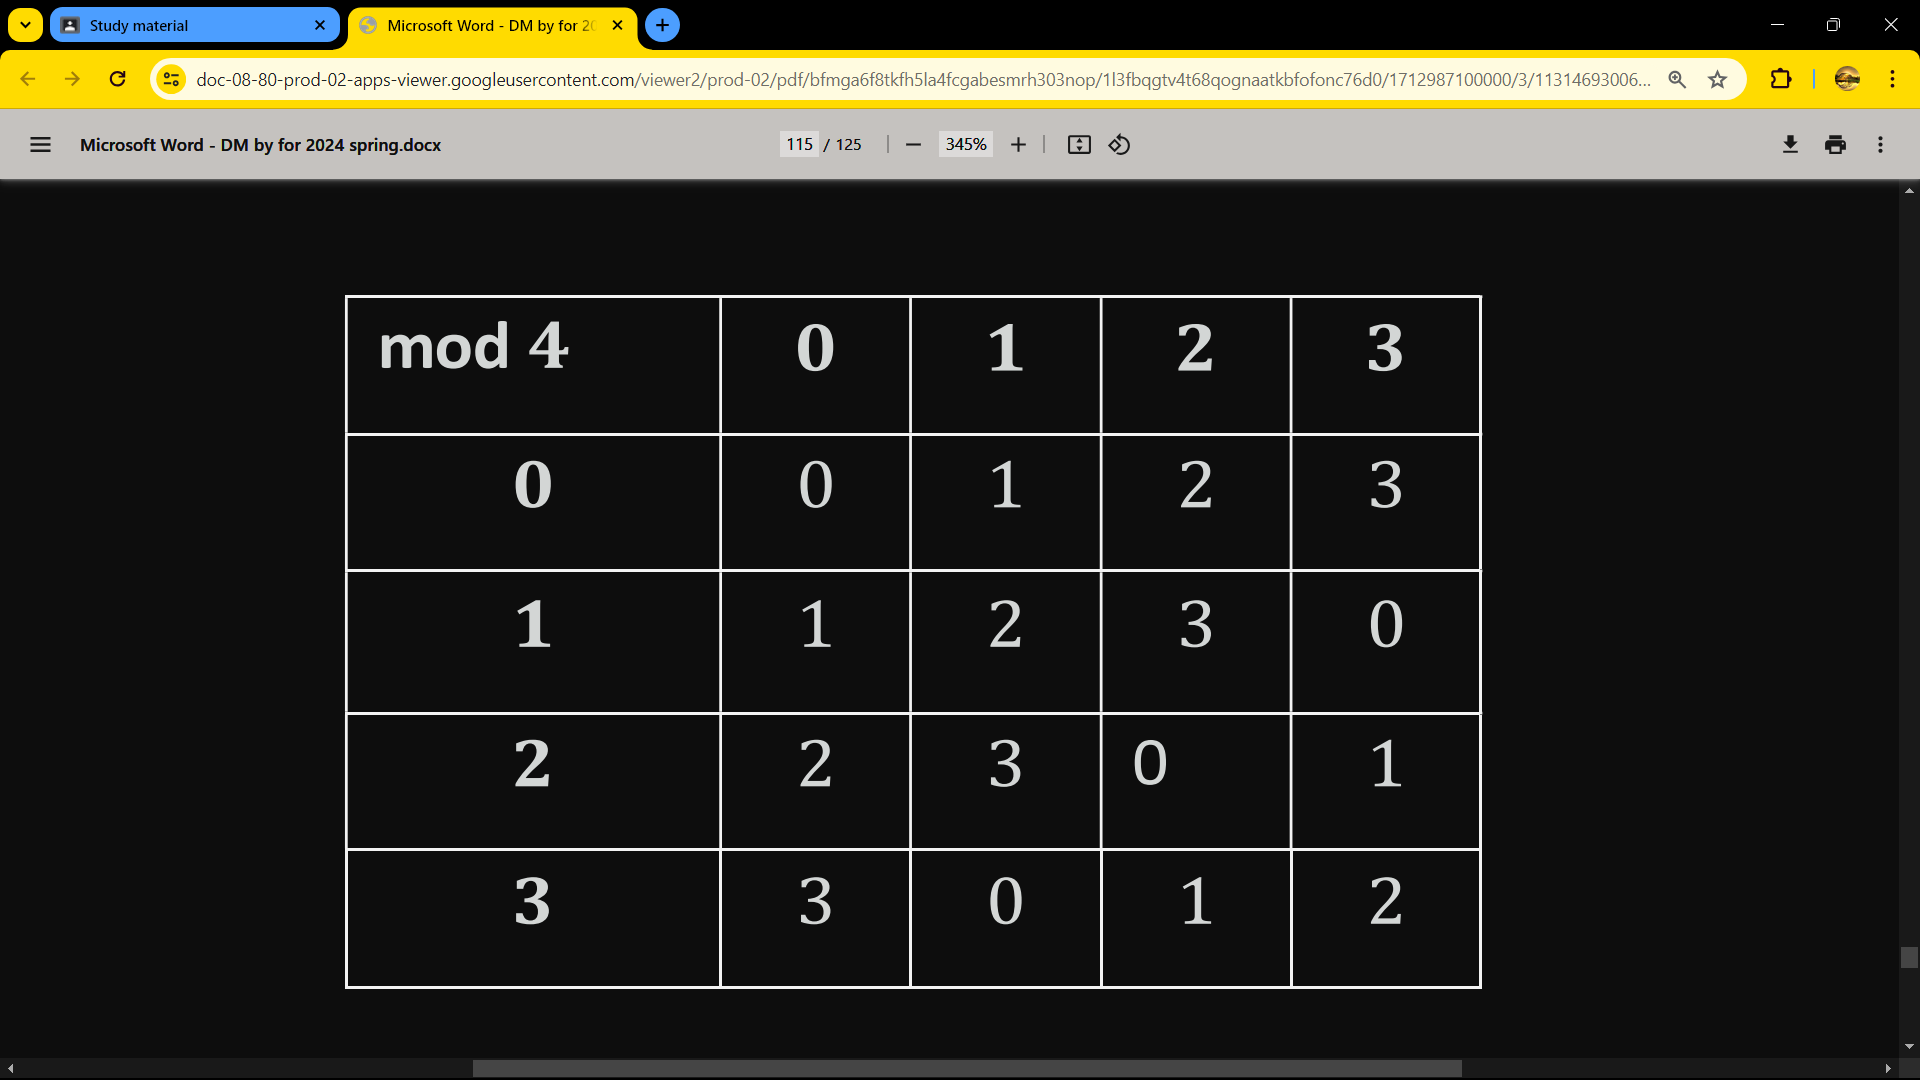 Study material
Microsoft Word - DM by for 20
doc-08-80-prod-02-apps-viewer.googleusercontent.com/viewer2/prod-02/pdf/bfmga6f8tkfh5la4fcgabesmrh303nop/1l3fbqgtv4t68qognaatkbfofonc76d0/1712987100000/3/11314693006...
Microsoft Word - DM by for 2024 spring.docx
115 / 125
345%
mod 4 0 1 2 3
0 0 1 2 3
1 1 2 3 0
2 2 3 0 1
3 3 0 1 2